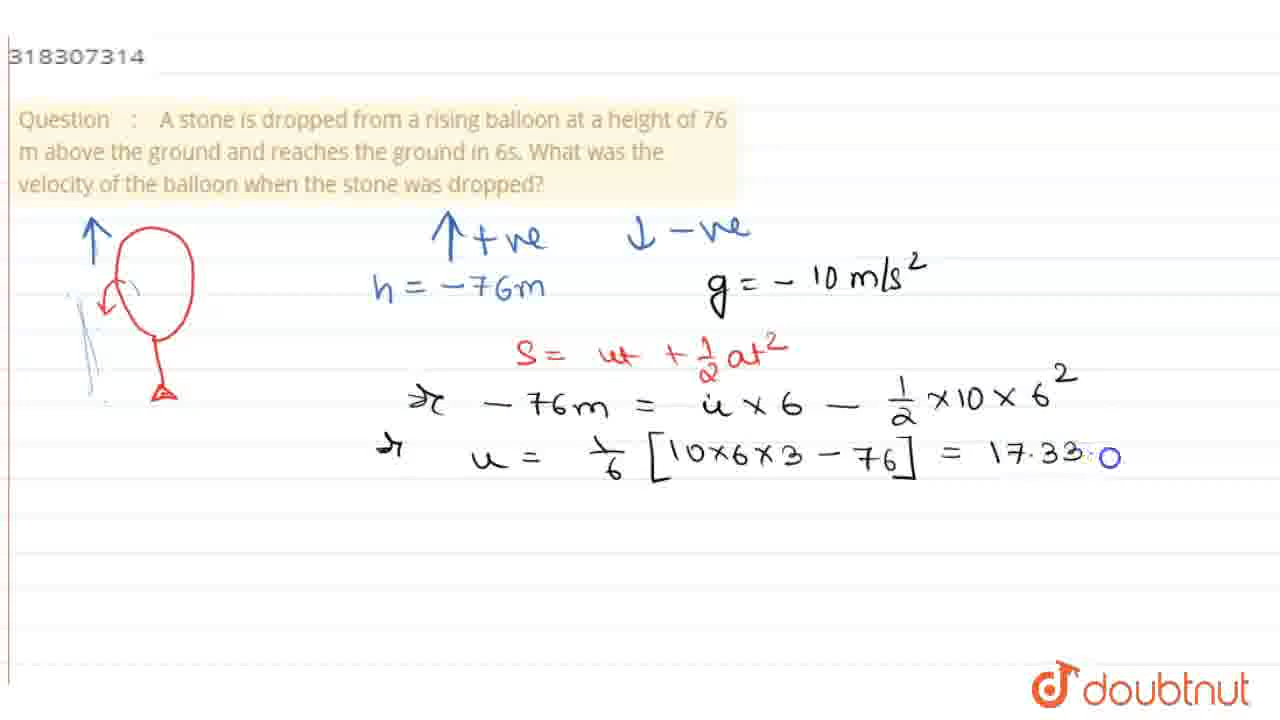 318307314
Question : A stone is dropped from a rising balloon at a height of 76
m above the ground and reaches the ground in 6s. What was the
velocity of the balloon when the stone was dropped?
↑ +ve ↓ -ve
h = -76m g = - 10 m/s²
S = ut + 1/2 at²
- 76m = u × 6 - 1/2 × 10 × 6²
u = 1/6 [10×6×3 - 76] = 17.33
doubtnut